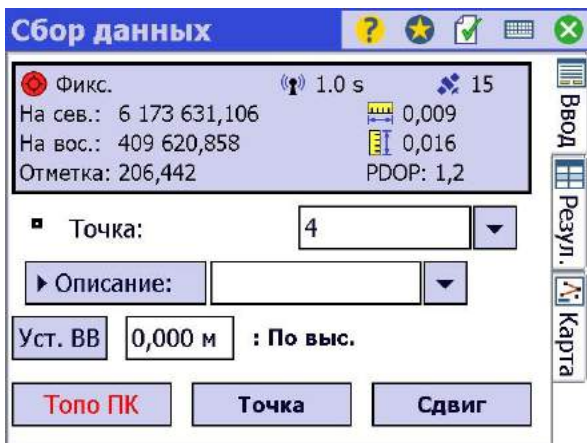 Сбор данных
Фикс. 1.0 s 15
На сев.: 6 173 631,106 0,009
На вос.: 409 620,858 0,016
Отметка: 206,442 PDOP: 1,2
Точка: 4
Описание:
Уст. ВВ 0,000 м : По выс.
Топо ПК Точка Сдвиг
Ввод
Резул.
Карта